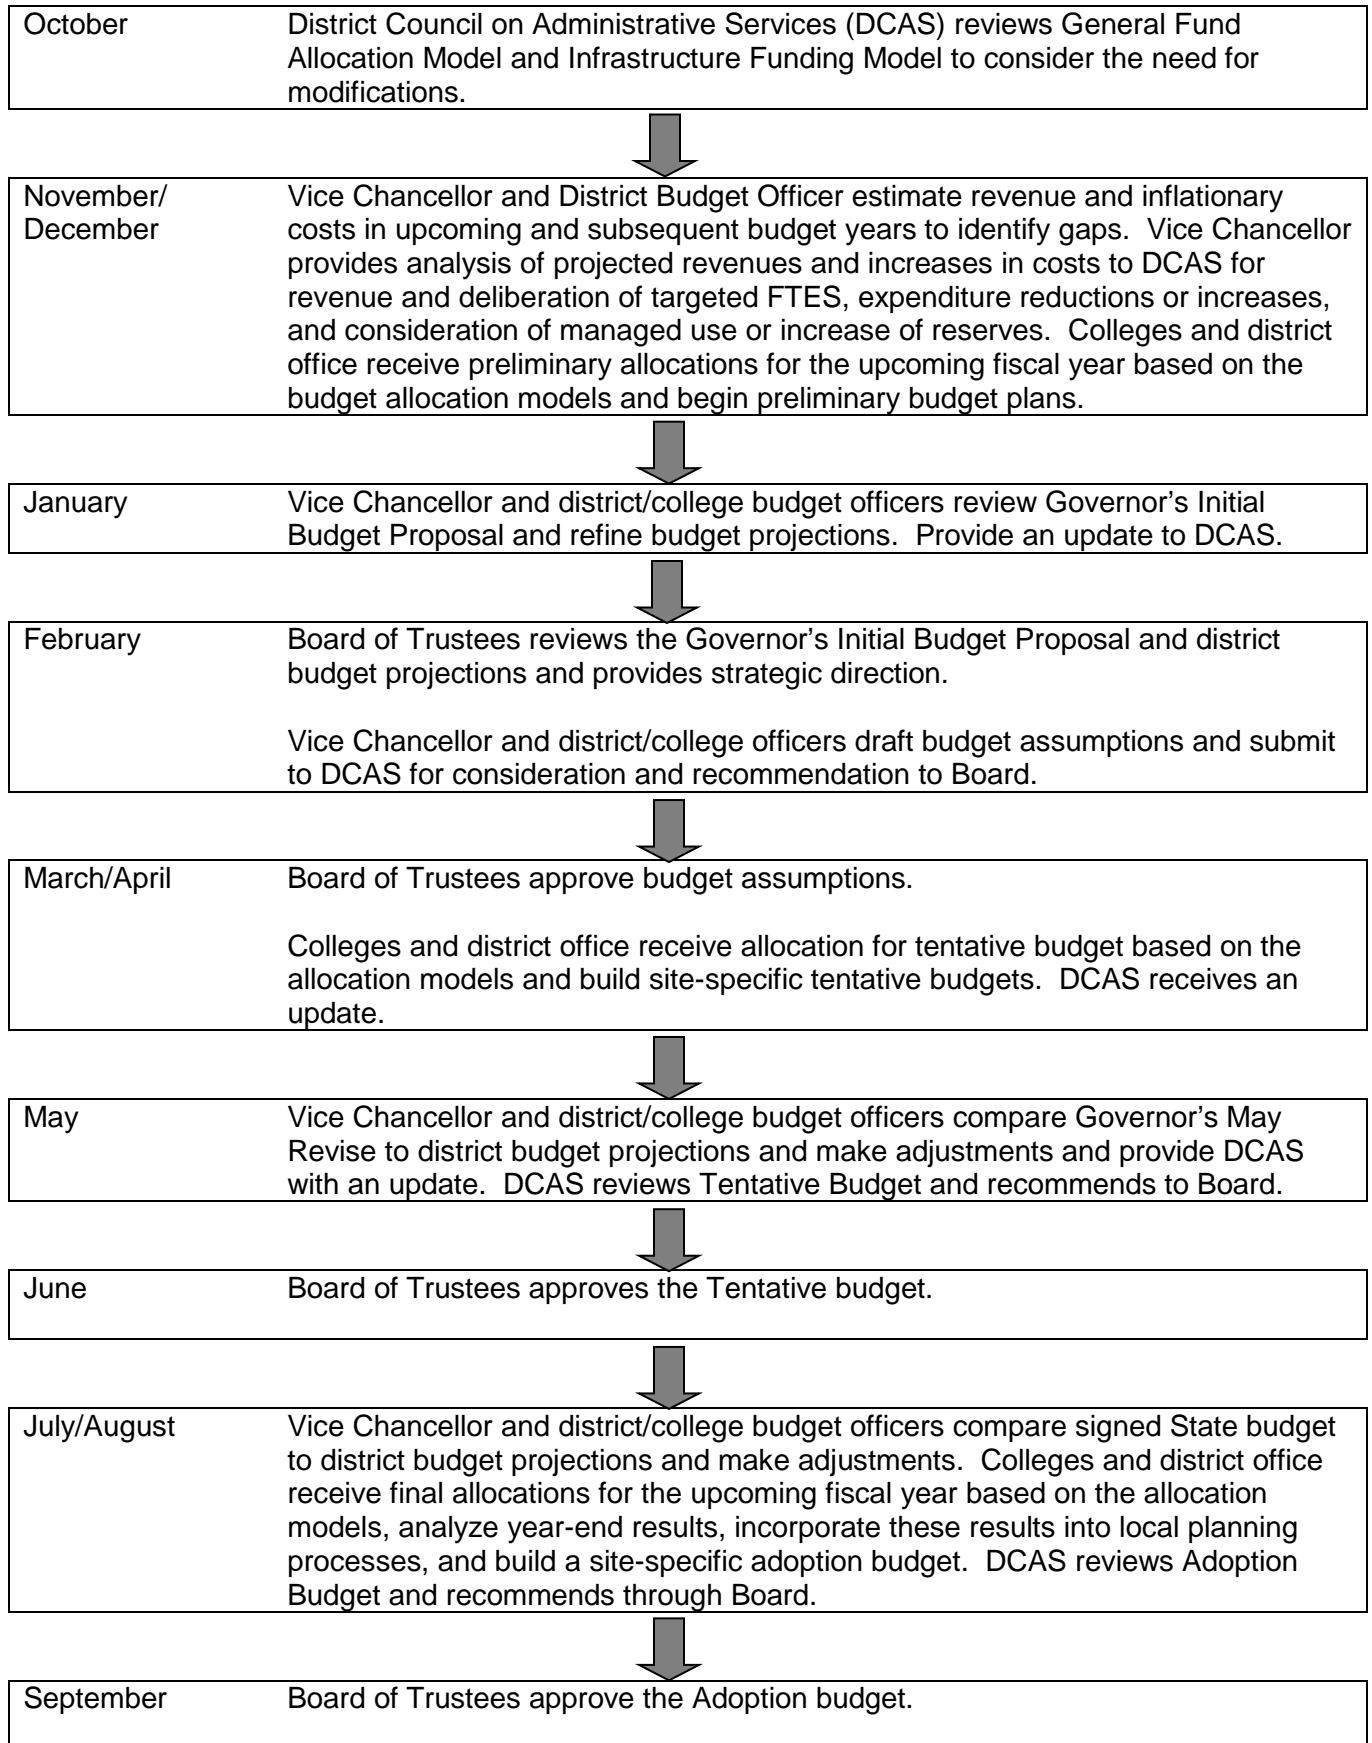 October District Council on Administrative Services (DCAS) reviews General Fund
Allocation Model and Infrastructure Funding Model to consider the need for
modifications.
November/ Vice Chancellor and District Budget Officer estimate revenue and inflationary
December costs in upcoming and subsequent budget years to identify gaps. Vice Chancellor
provides analysis of projected revenues and increases in costs to DCAS for
revenue and deliberation of targeted FTES, expenditure reductions or increases,
and consideration of managed use or increase of reserves. Colleges and district
office receive preliminary allocations for the upcoming fiscal year based on the
budget allocation models and begin preliminary budget plans.
January Vice Chancellor and district/college budget officers review Governor's Initial
Budget Proposal and refine budget projections. Provide an update to DCAS.
February Board of Trustees reviews the Governor's Initial Budget Proposal and district
budget projections and provides strategic direction.
Vice Chancellor and district/college officers draft budget assumptions and submit
to DCAS for consideration and recommendation to Board.
March/April Board of Trustees approve budget assumptions.
Colleges and district office receive allocation for tentative budget based on the
allocation models and build site-specific tentative budgets. DCAS receives an
update.
May Vice Chancellor and district/college budget officers compare Governor's May
Revise to district budget projections and make adjustments and provide DCAS
with an update. DCAS reviews Tentative Budget and recommends to Board.
June Board of Trustees approves the Tentative budget.
July/August Vice Chancellor and district/college budget officers compare signed State budget
to district budget projections and make adjustments. Colleges and district office
receive final allocations for the upcoming fiscal year based on the allocation
models, analyze year-end results, incorporate these results into local planning
processes, and build a site-specific adoption budget. DCAS reviews Adoption
Budget and recommends through Board.
September Board of Trustees approve the Adoption budget.